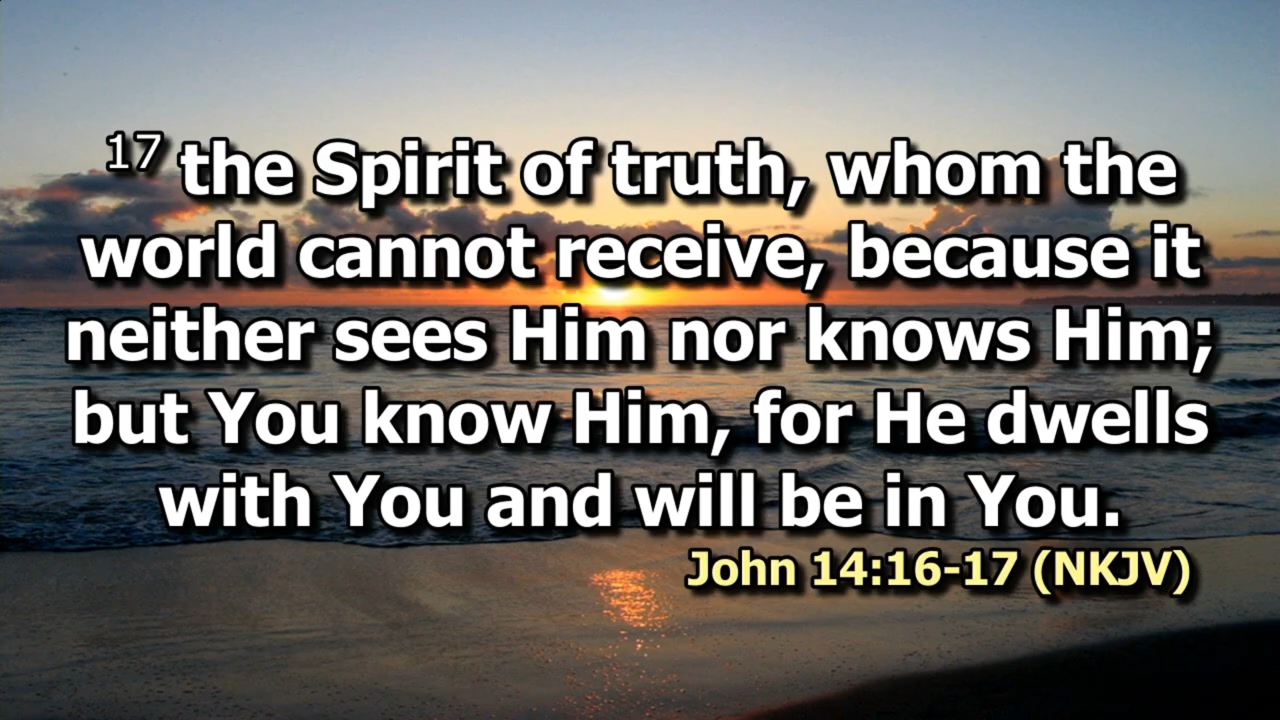 17 the Spirit of truth, whom the
world cannot receive, because it
neither sees Him nor knows Him;
but You know Him, for He dwells
with You and will be in You.
John 14:16-17 (NKJV)